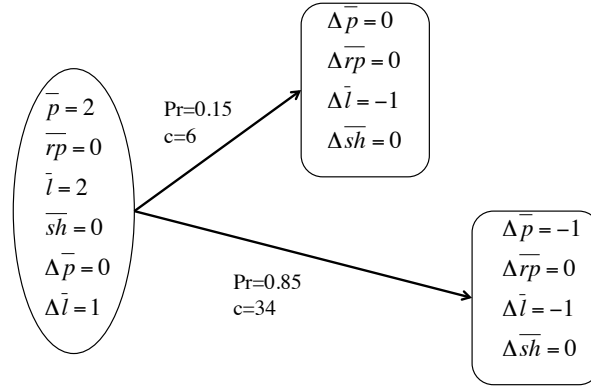 p̅ = 2
r̅p̅ = 0
l̅ = 2
s̅h̅ = 0
Δp̅ = 0
Δl̅ = 1
Pr=0.15
c=6
Δp̅ = 0
Δr̅p̅ = 0
Δl̅ = −1
Δs̅h̅ = 0
Pr=0.85
c=34
Δp̅ = −1
Δr̅p̅ = 0
Δl̅ = −1
Δs̅h̅ = 0